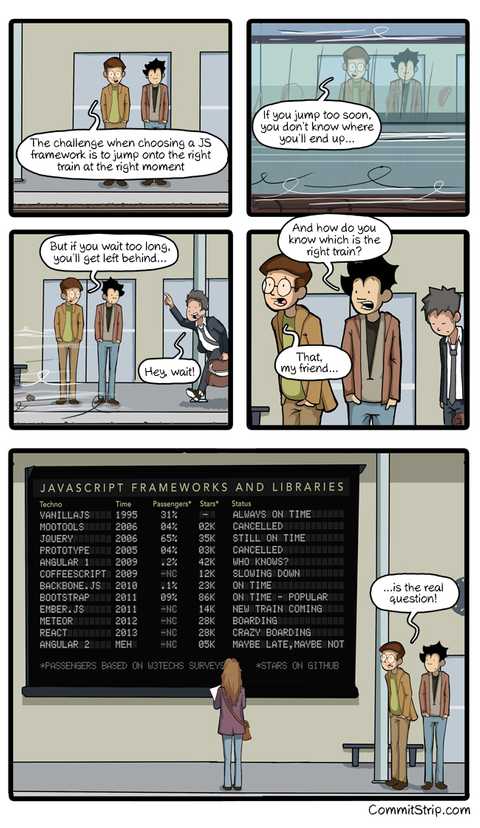 The challenge when choosing a JS
framework is to jump onto the right
train at the right moment
If you jump too soon,
you don't know where
you'll end up...
But if you wait too long,
you'll get left behind...
Hey, wait!
And how do you
know which is the
right train?
That,
my friend...
JAVASCRIPT FRAMEWORKS AND LIBRARIES
Techno Time Passengers* Stars* Status
VANILLAJS 1995 31% - ALWAYS ON TIME
MOOTOOLS 2006 04% 02K CANCELLED
JQUERY 2006 65% 35K STILL ON TIME
PROTOTYPE 2005 04% 03K CANCELLED
ANGULAR 1 2009 .2% 42K WHO KNOWS?
COFFEESCRIPT 2009 -NC 12K SLOWING DOWN
BACKBONE.JS 2010 .1% 23K ON TIME
BOOTSTRAP 2011 09% 86K ON TIME - POPULAR
EMBER.JS 2011 -NC 14K NEW TRAIN COMING
METEOR 2012 -NC 28K BOARDING
REACT 2013 -NC 28K CRAZY BOARDING
ANGULAR 2 MEH -NC 05K MAYBE LATE,MAYBE NOT
*PASSENGERS BASED ON W3TECHS SURVEYS *STARS ON GITHUB
...is the real
question!
CommitStrip.com